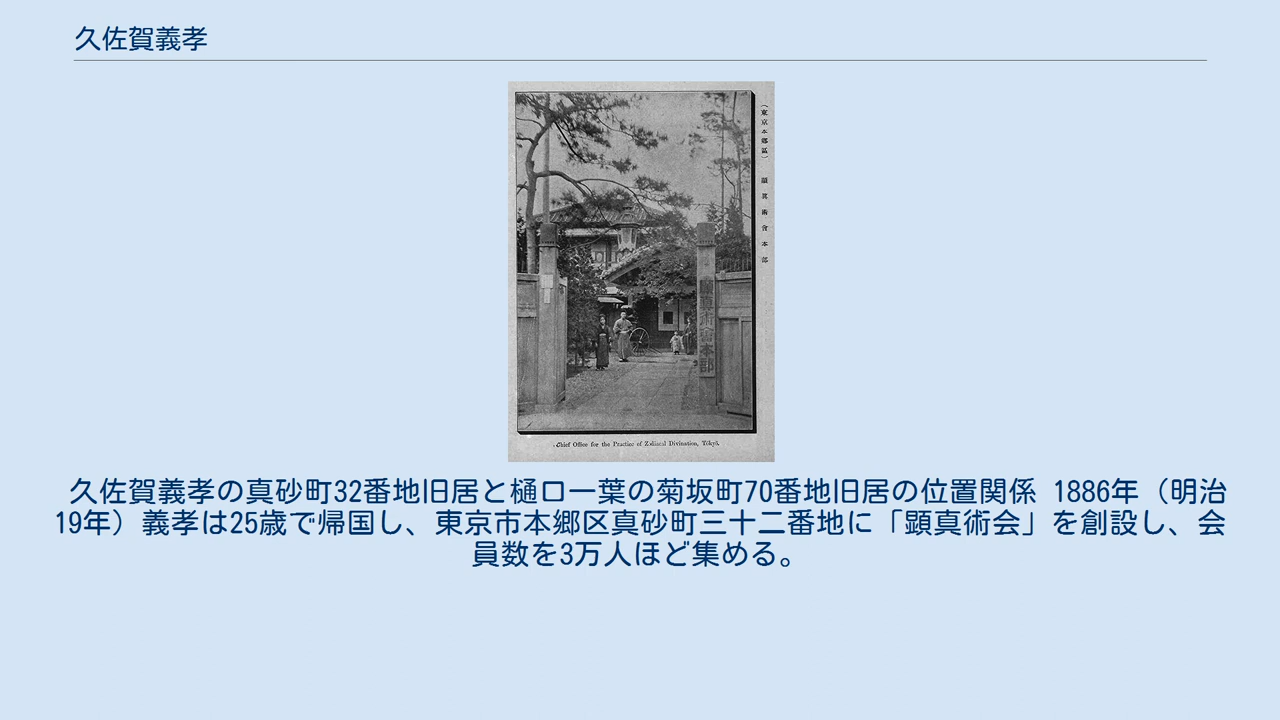 久佐賀義孝
(東京本郷區) 顕眞術會本部
本部
Chief Office for the Practice of Zodiacal Divination, Tōkyō.
久佐賀義孝の真砂町32番地旧居と樋口一葉の菊坂町70番地旧居の位置関係 1886年（明治
19年）義孝は25歳で帰国し、東京市本郷区真砂町三十二番地に「顕真術会」を創設し、会
員数を3万人ほど集める。